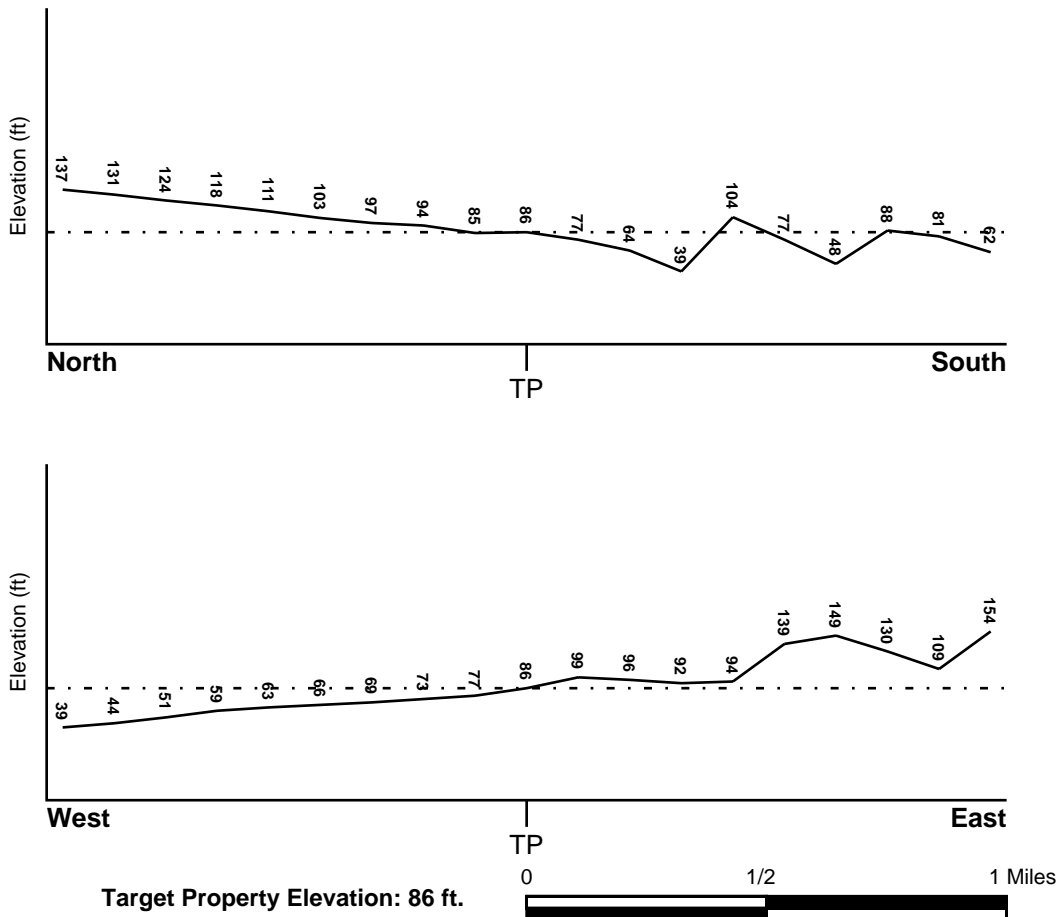 Elevation (ft)
137 131 124 118 111 103 97 94 85 86 77 64 39 104 77 48 88 81 62
North South
TP
Elevation (ft)
39 44 51 59 63 66 69 73 77 86 99 96 92 94 139 149 130 109 154
West East
TP
Target Property Elevation: 86 ft.
0 1/2 1 Miles